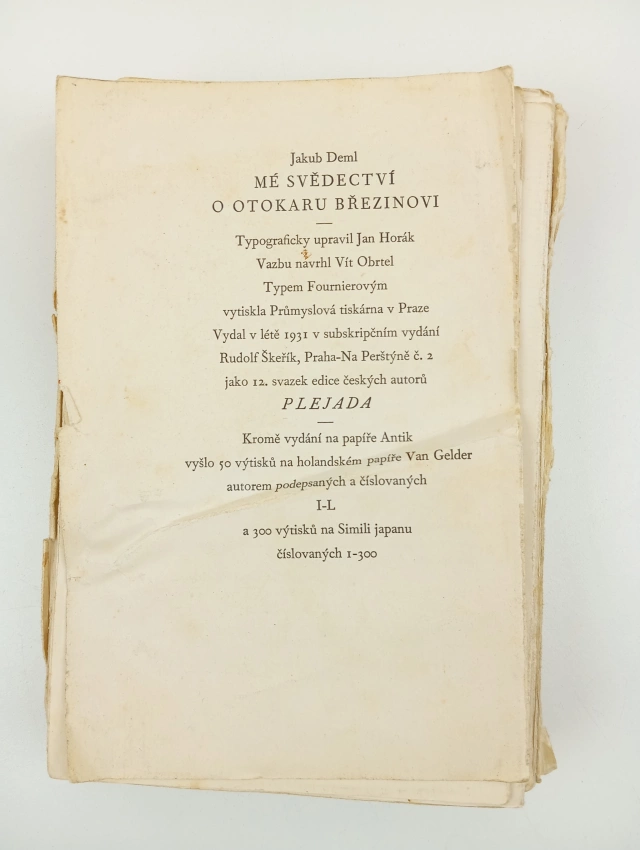 Jakub Deml
MÉ SVĚDECTVÍ
O OTOKARU BŘEZINOVI
Typograficky upravil Jan Horák
Vazbu navrhl Vít Obrtel
Typem Fournierovým
vytiskla Průmyslová tiskárna v Praze
Vydal v létě 1931 v subskripčním vydání
Rudolf Škeřík, Praha-Na Perštýně č. 2
jako 12. svazek edice českých autorů
PLEJADA
Kromě vydání na papíře Antik
vyšlo 50 výtisků na holandském papíře Van Gelder
autorem podepsaných a číslovaných
I-L
a 300 výtisků na Simili japanu
číslovaných 1-300